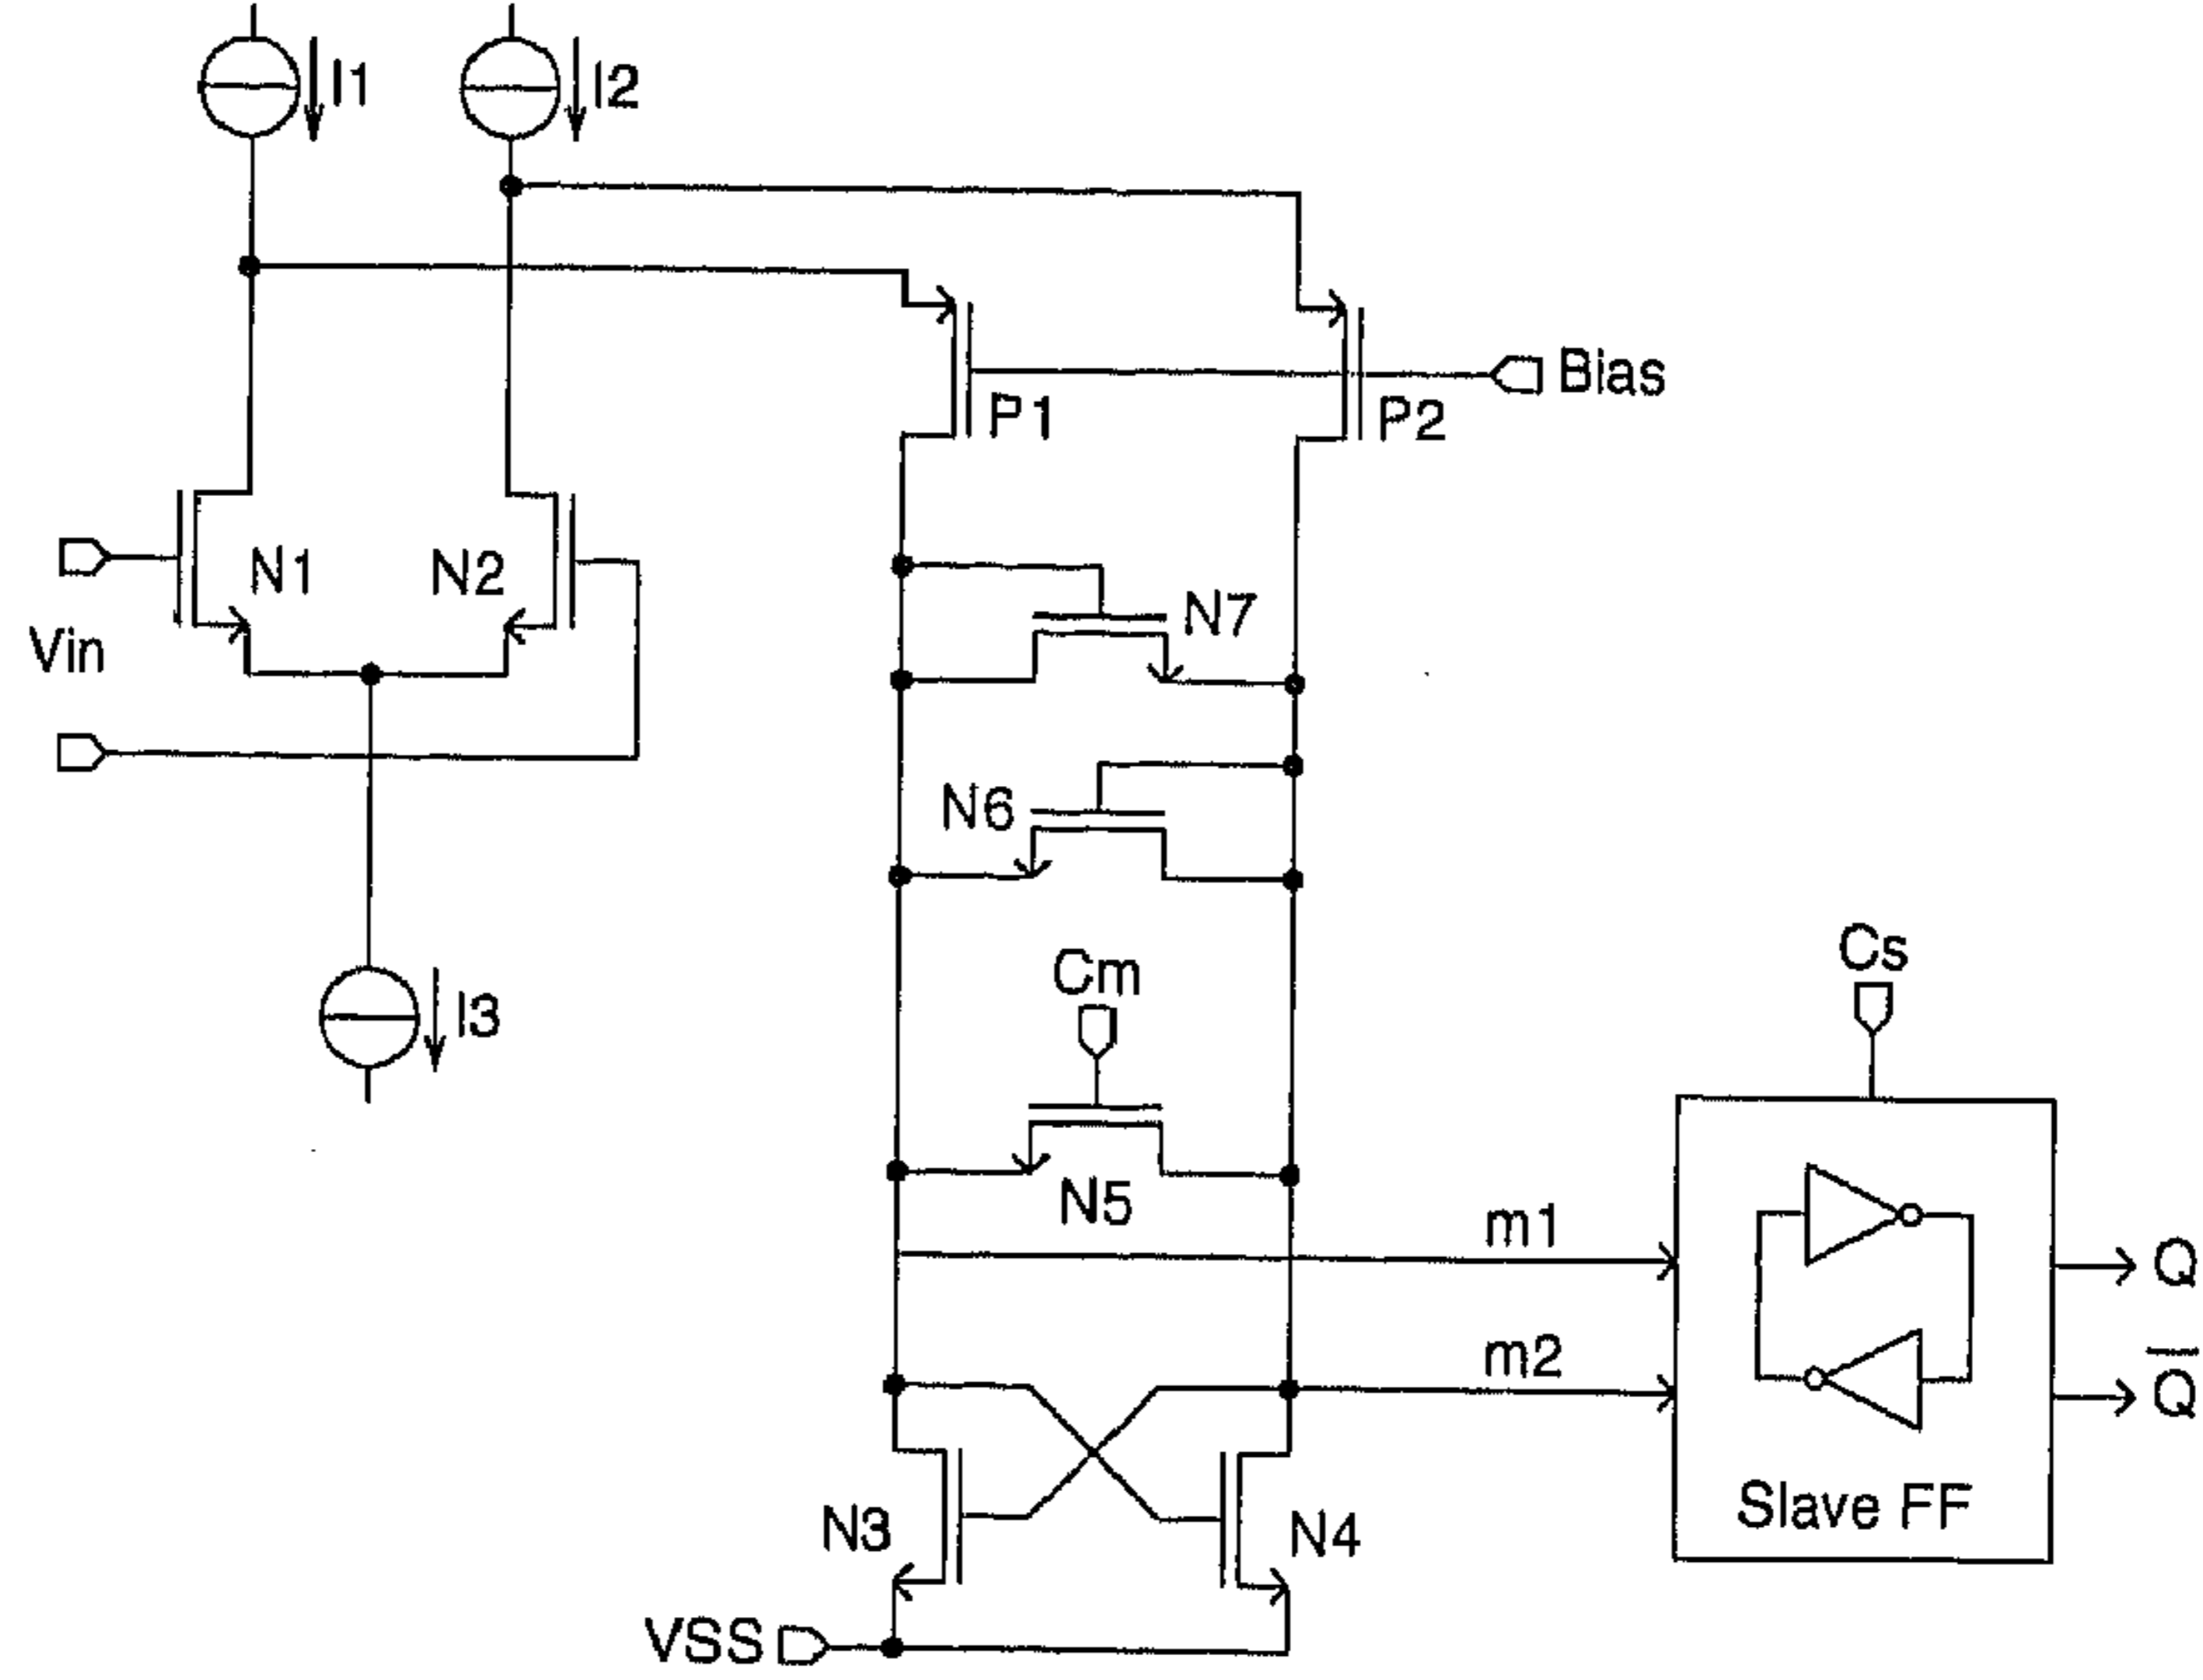 I1
I2
Bias
P1
P2
N1
N2
N7
Vin
N6
Cs
Cm
I3
N5
m1
Q
m2
Q̅
N3
N4
Slave FF
VSS